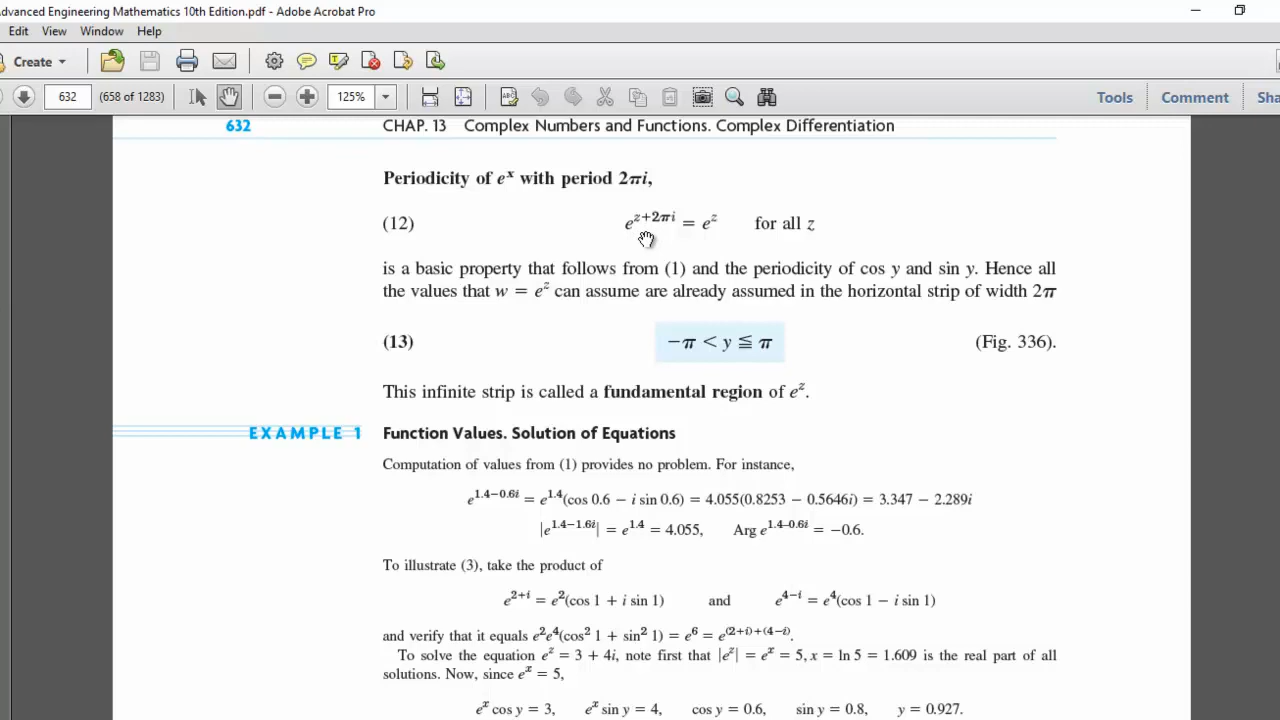 Advanced Engineering Mathematics 10th Edition.pdf - Adobe Acrobat Pro
Edit View Window Help
Create
632 (658 of 1283) 125% Tools Comment Sha
632 CHAP. 13 Complex Numbers and Functions. Complex Differentiation
Periodicity of eˣ with period 2πi,
(12) e^{z+2πi} = e^z for all z
is a basic property that follows from (1) and the periodicity of cos y and sin y. Hence all
the values that w = e^z can assume are already assumed in the horizontal strip of width 2π
(13) −π < y ≦ π (Fig. 336).
This infinite strip is called a fundamental region of e^z.
EXAMPLE 1 Function Values. Solution of Equations
Computation of values from (1) provides no problem. For instance,
e^{1.4−0.6i} = e^{1.4}(cos 0.6 − i sin 0.6) = 4.055(0.8253 − 0.5646i) = 3.347 − 2.289i
|e^{1.4−1.6i}| = e^{1.4} = 4.055, Arg e^{1.4–0.6i} = −0.6.
To illustrate (3), take the product of
e^{2+i} = e²(cos 1 + i sin 1) and e^{4−i} = e⁴(cos 1 − i sin 1)
and verify that it equals e²e⁴(cos² 1 + sin² 1) = e⁶ = e^{(2+i)+(4−i)}.
To solve the equation e^z = 3 + 4i, note first that |e^z| = e^x = 5, x = ln 5 = 1.609 is the real part of all
solutions. Now, since e^x = 5,
e^x cos y = 3, e^x sin y = 4, cos y = 0.6, sin y = 0.8, y = 0.927.